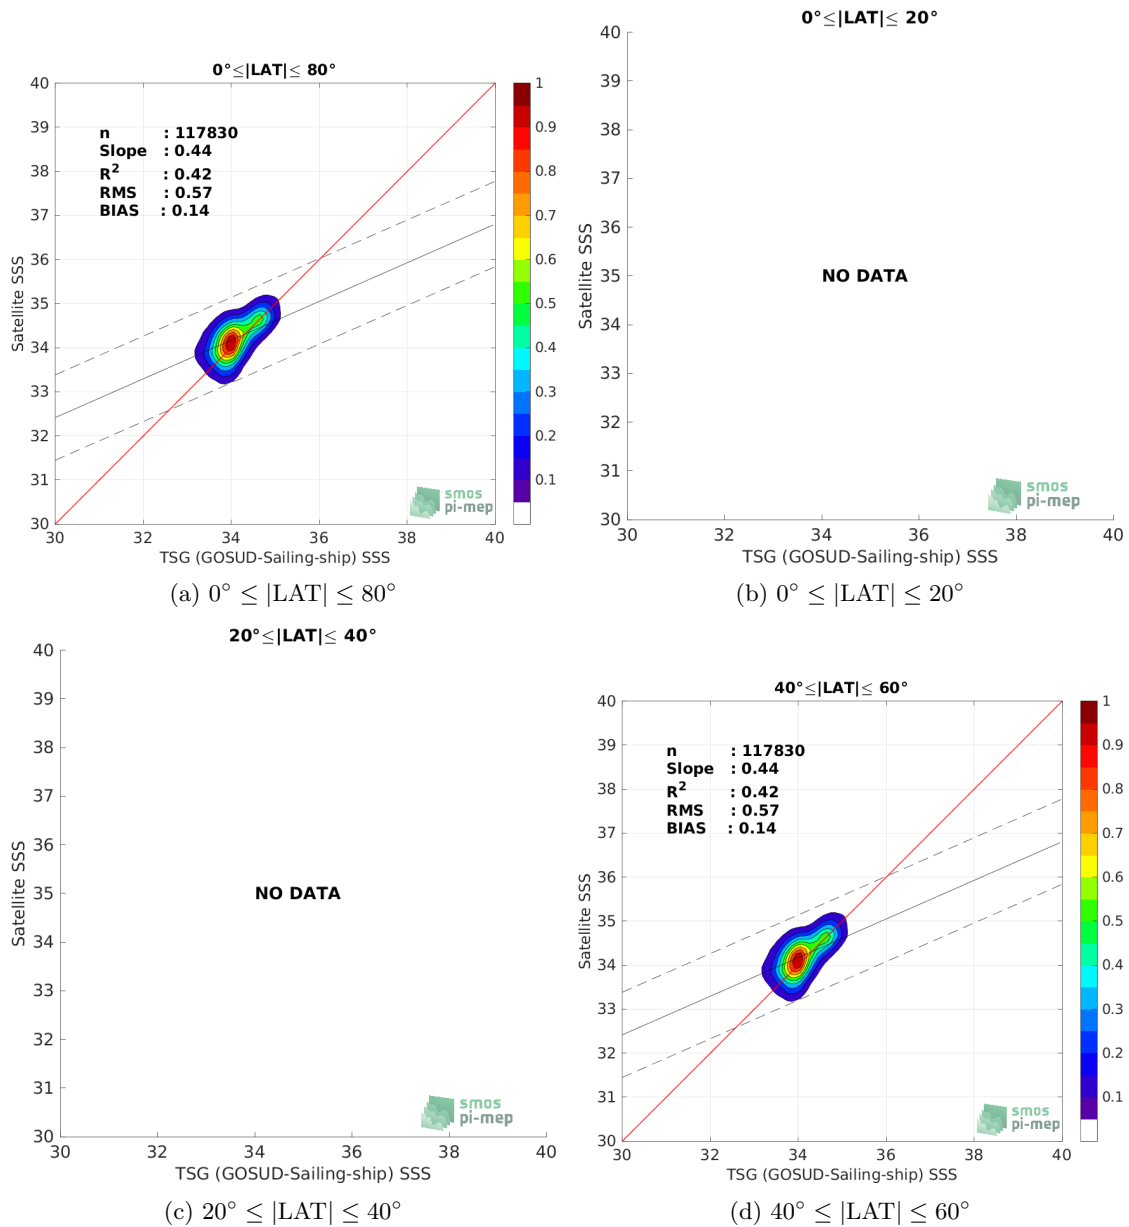 0°≤|LAT|≤ 80°
40
39
38
37
36
35
34
33
32
31
30
Satellite SSS
n : 117830
Slope : 0.44
R² : 0.42
RMS : 0.57
BIAS : 0.14
1
0.9
0.8
0.7
0.6
0.5
0.4
0.3
0.2
0.1
smos
pi-mep
30 32 34 36 38 40
TSG (GOSUD-Sailing-ship) SSS
(a) 0° ≤ |LAT| ≤ 80°
0°≤|LAT|≤ 20°
40
39
38
37
36
35
34
33
32
31
30
Satellite SSS
NO DATA
smos
pi-mep
30 32 34 36 38 40
TSG (GOSUD-Sailing-ship) SSS
(b) 0° ≤ |LAT| ≤ 20°
20°≤|LAT|≤ 40°
40
39
38
37
36
35
34
33
32
31
30
Satellite SSS
NO DATA
smos
pi-mep
30 32 34 36 38 40
TSG (GOSUD-Sailing-ship) SSS
(c) 20° ≤ |LAT| ≤ 40°
40°≤|LAT|≤ 60°
40
39
38
37
36
35
34
33
32
31
30
Satellite SSS
n : 117830
Slope : 0.44
R² : 0.42
RMS : 0.57
BIAS : 0.14
1
0.9
0.8
0.7
0.6
0.5
0.4
0.3
0.2
0.1
smos
pi-mep
30 32 34 36 38 40
TSG (GOSUD-Sailing-ship) SSS
(d) 40° ≤ |LAT| ≤ 60°